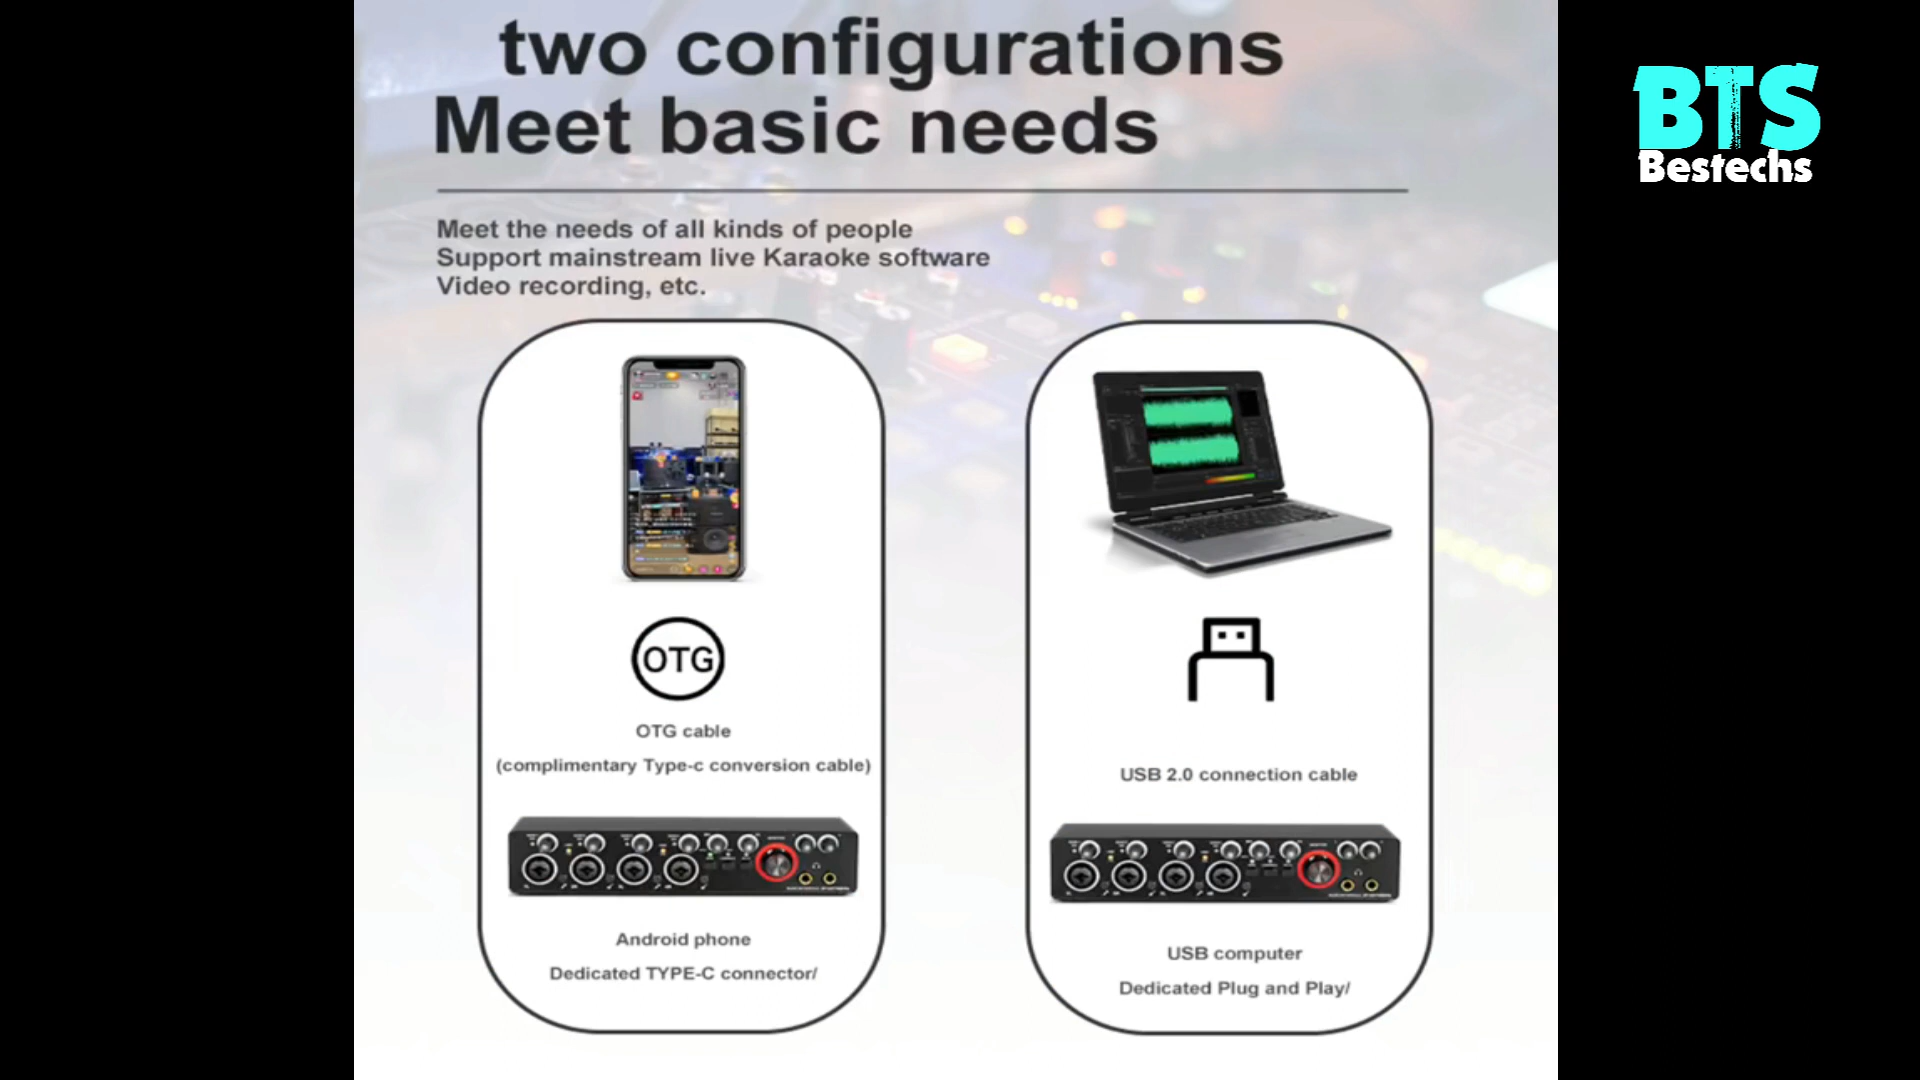 two configurations
Meet basic needs
BTS
Bestechs
Meet the needs of all kinds of people
Support mainstream live Karaoke software
Video recording, etc.
OTG
OTG cable
(complimentary Type-c conversion cable)
Android phone
Dedicated TYPE-C connector/
USB 2.0 connection cable
USB computer
Dedicated Plug and Play/